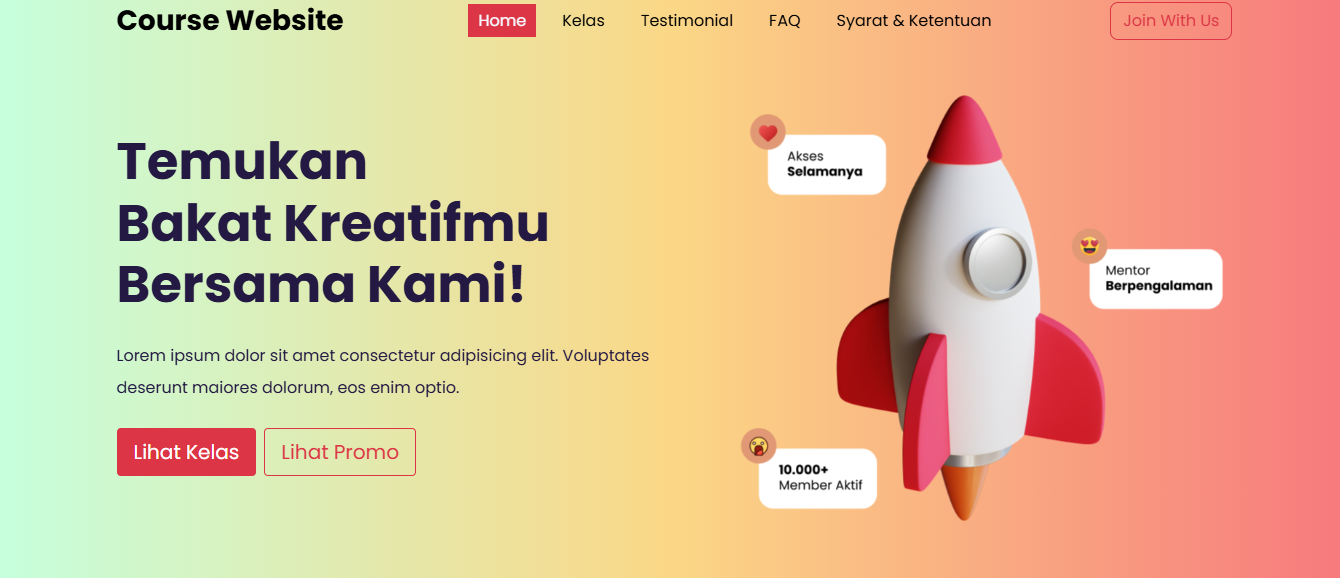 Course Website
Home Kelas Testimonial FAQ Syarat & Ketentuan
Join With Us
Temukan
Bakat Kreatifmu
Bersama Kami!
Lorem ipsum dolor sit amet consectetur adipisicing elit. Voluptates
deserunt maiores dolorum, eos enim optio.
Lihat Kelas
Lihat Promo
Akses
Selamanya
Mentor
Berpengalaman
10.000+
Member Aktif